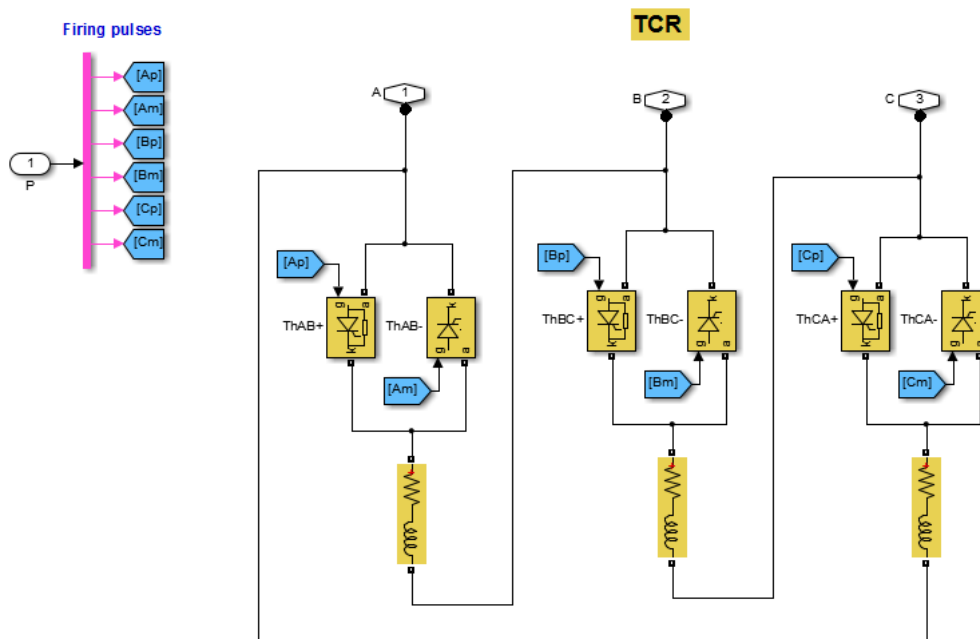 Firing pulses
TCR
[Ap]
[Am]
[Bp]
[Bm]
[Cp]
[Cm]
1
P
A
1
B
2
C
3
[Ap]
[Bp]
[Cp]
g
a
k
ThAB+
k
g
a
ThAB-
g
a
k
ThBC+
k
g
a
ThBC-
g
a
k
ThCA+
k
g
a
ThCA-
[Am]
[Bm]
[Cm]